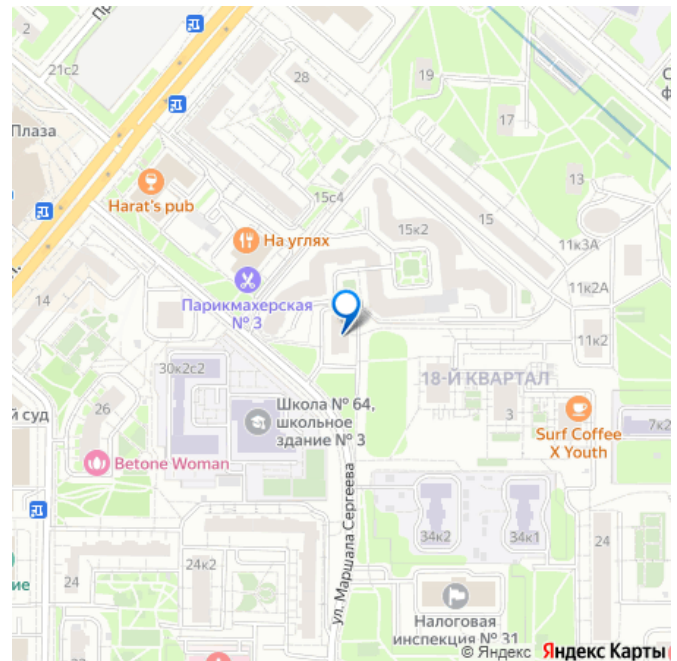 2
21с2
Плаза
Harat's pub
28
19
17
13
15с4
15
15к2
11к3А
11к2А
11к2
На углях
Парикмахерская
№ 3
14
30к2с2
Школа № 64,
школьное
здание № 3
18-Й КВАРТАЛ
3
Surf Coffee
X Youth
7к2
26
Betone Woman
й суд
ул. Маршала Сергеева
34к2
34к1
24
24к2
24
ие
Налоговая
инспекция № 31
© Яндекс Яндекс Карты